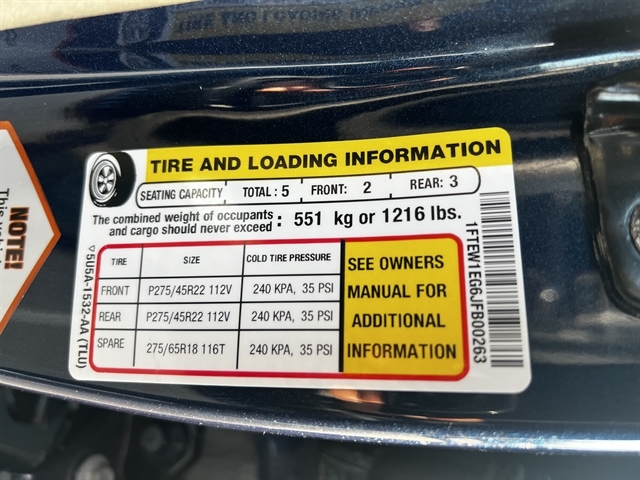 TIRE AND LOADING INFORMATION
SEATING CAPACITY TOTAL : 5 FRONT: 2 REAR: 3
The combined weight of occupants
and cargo should never exceed : 551 kg or 1216 lbs.
TIRE SIZE COLD TIRE PRESSURE
FRONT P275/45R22 112V 240 KPA, 35 PSI
REAR P275/45R22 112V 240 KPA, 35 PSI
SPARE 275/65R18 116T 240 KPA, 35 PSI
SEE OWNERS
MANUAL FOR
ADDITIONAL
INFORMATION
5U5A-1532-AA (TLU)
1FTEW1EG6JFB00263
NOTE!